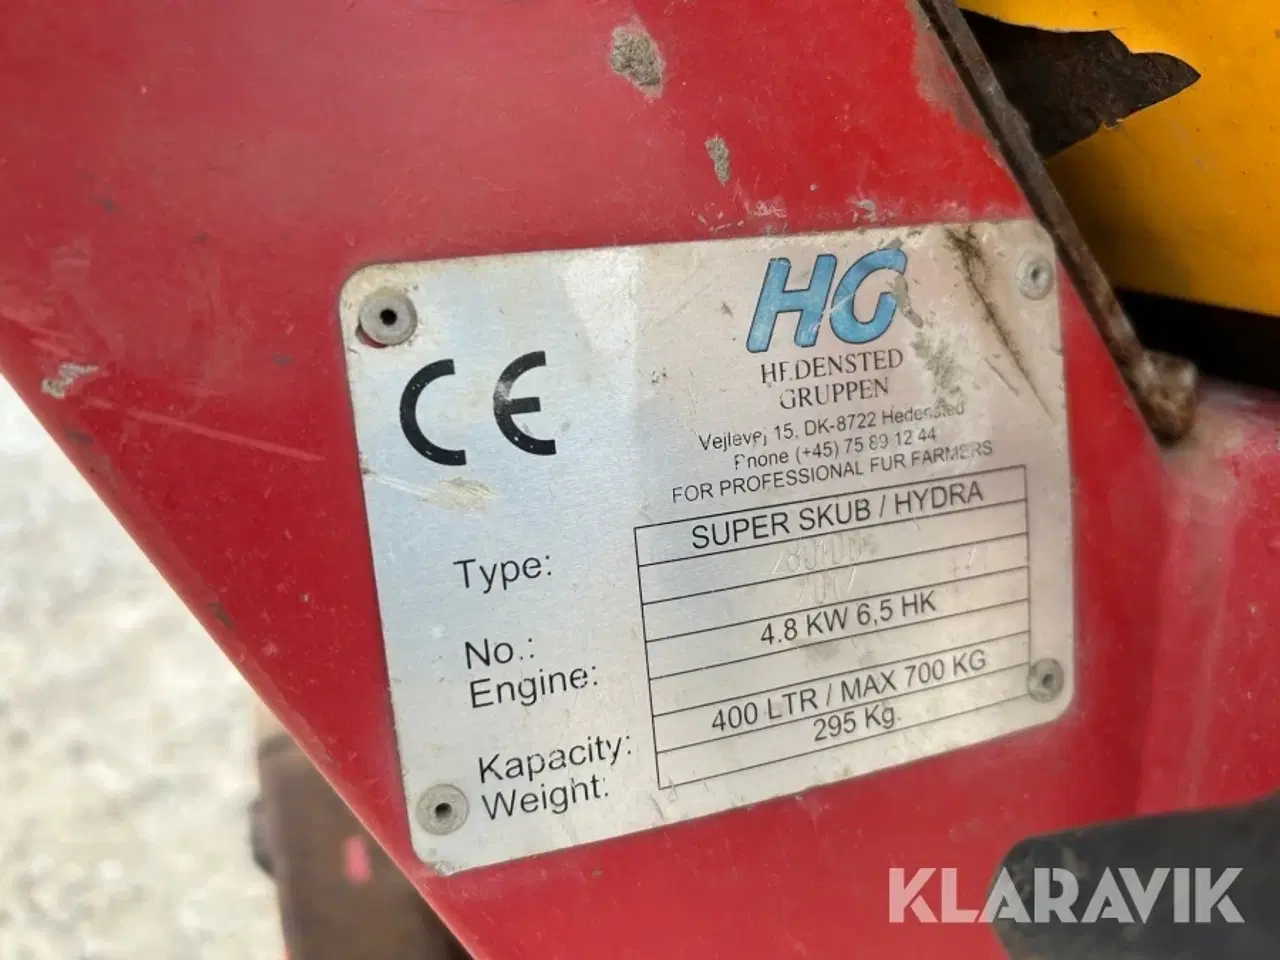 CE
HG
HEDENSTED
GRUPPEN
Vejlevej 15, DK-8722 Hedensted
Phone (+45) 75 89 12 44
FOR PROFESSIONAL FUR FARMERS
Type: SUPER SKUB / HYDRA
No.:
Engine: 4.8 KW 6,5 HK
Kapacity: 400 LTR / MAX 700 KG
Weight: 295 Kg.
KLARAVIK